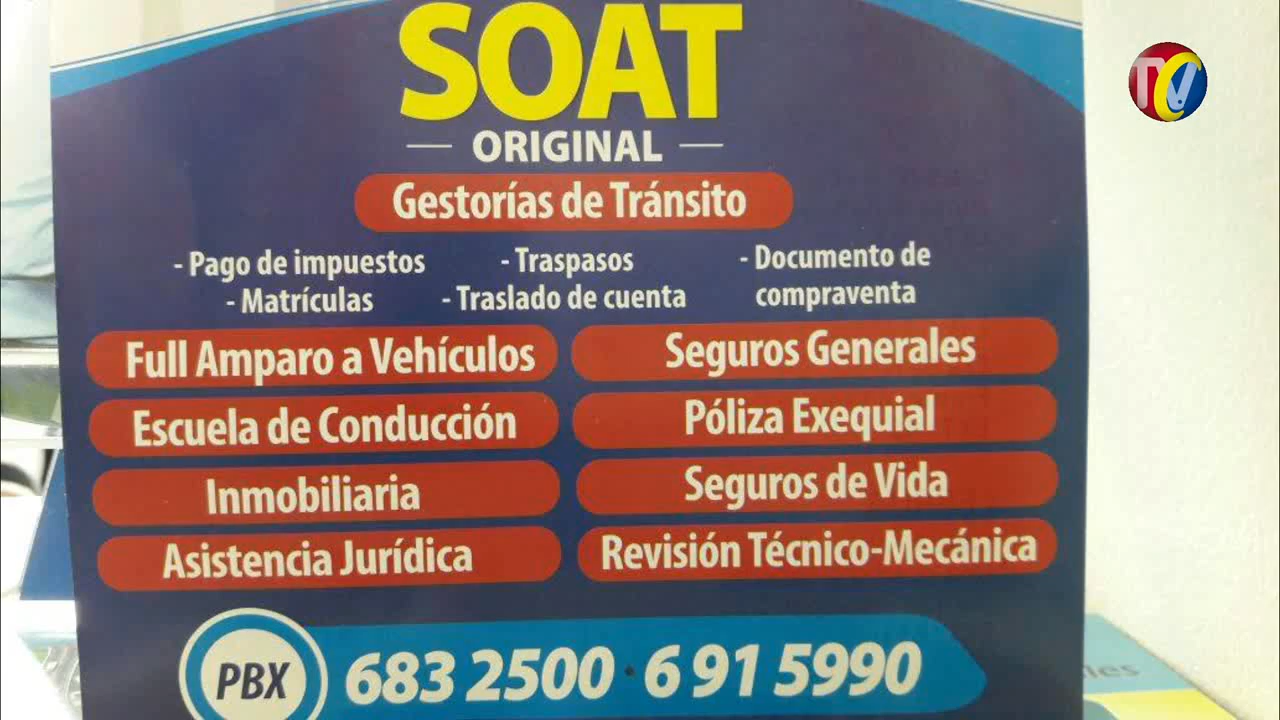 SOAT
TCV
ORIGINAL
Gestorías de Tránsito
- Pago de impuestos - Traspasos - Documento de
- Matrículas - Traslado de cuenta compraventa
Full Amparo a Vehículos Seguros Generales
Escuela de Conducción Póliza Exequial
Inmobiliaria Seguros de Vida
Asistencia Jurídica Revisión Técnico-Mecánica
PBX 683 2500 · 691 5990